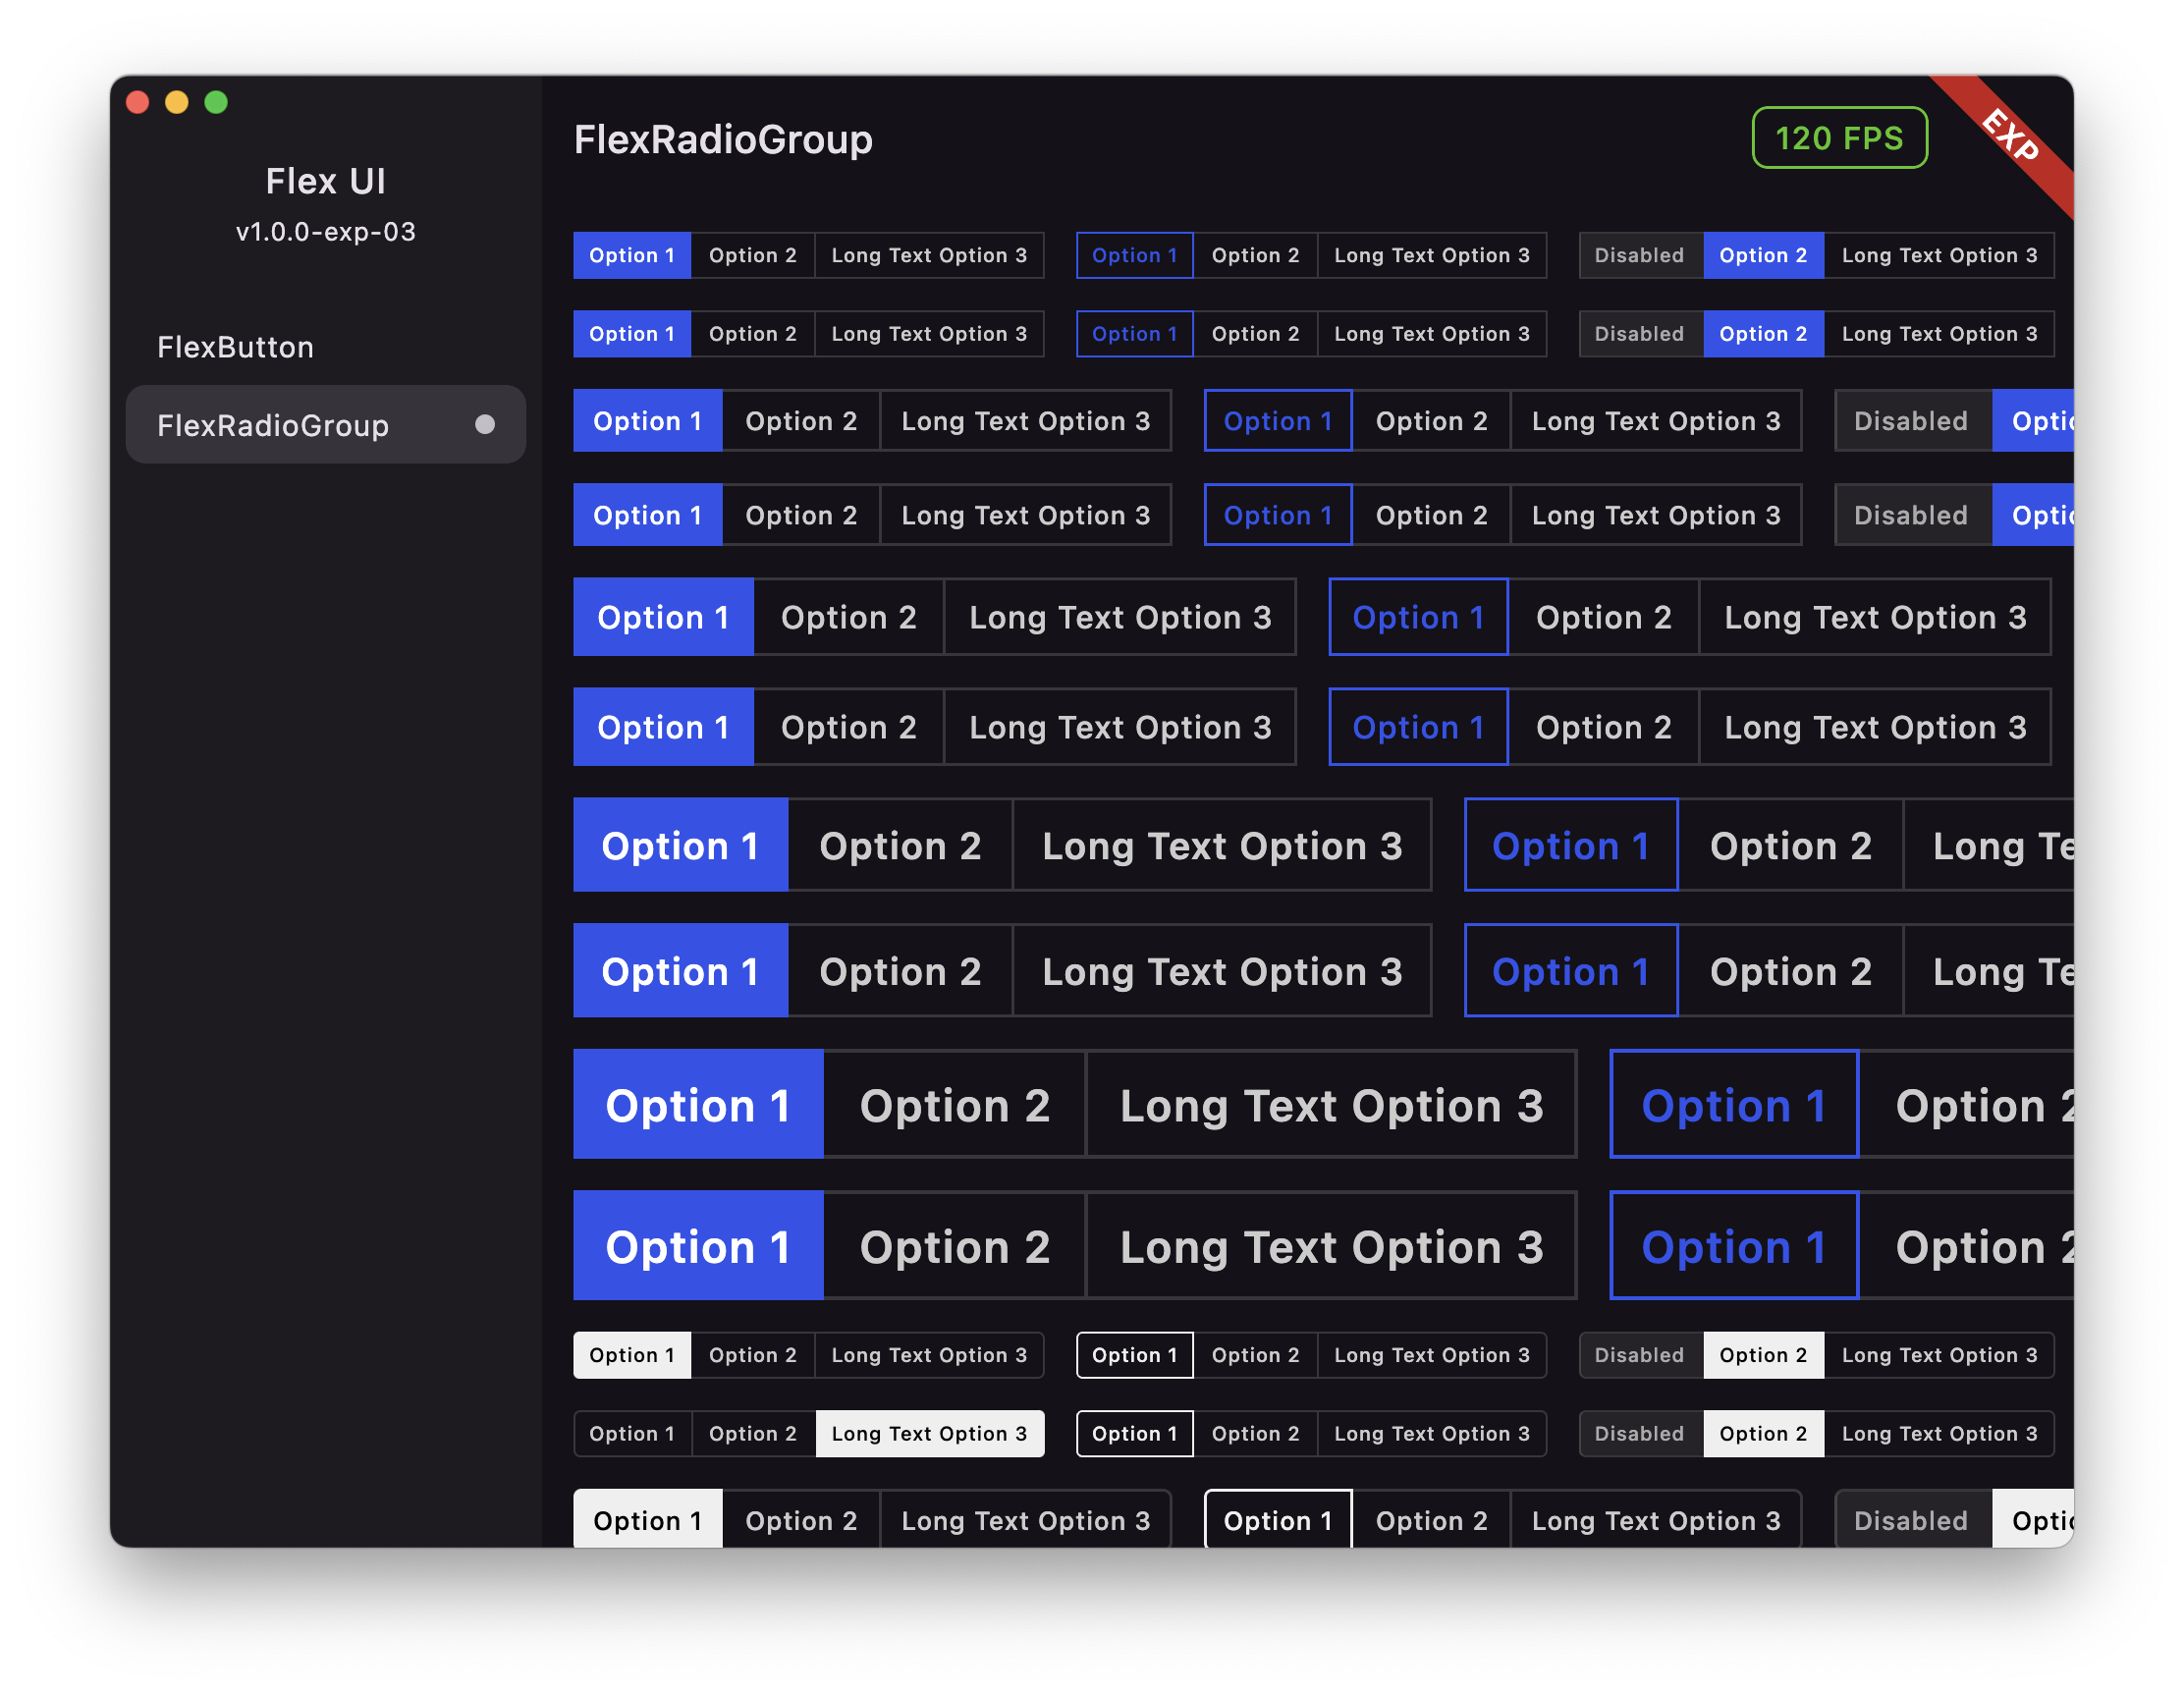 Flex UI
v1.0.0-exp-03
FlexButton
FlexRadioGroup
FlexRadioGroup
120 FPS
EXP
Option 1 Option 2 Long Text Option 3 Option 1 Option 2 Long Text Option 3 Disabled Option 2 Long Text Option 3
Option 1 Option 2 Long Text Option 3 Option 1 Option 2 Long Text Option 3 Disabled Option 2 Long Text Option 3
Option 1 Option 2 Long Text Option 3 Option 1 Option 2 Long Text Option 3 Disabled Optio
Option 1 Option 2 Long Text Option 3 Option 1 Option 2 Long Text Option 3 Disabled Optio
Option 1 Option 2 Long Text Option 3 Option 1 Option 2 Long Text Option 3
Option 1 Option 2 Long Text Option 3 Option 1 Option 2 Long Text Option 3
Option 1 Option 2 Long Text Option 3 Option 1 Option 2 Long Te
Option 1 Option 2 Long Text Option 3 Option 1 Option 2 Long Te
Option 1 Option 2 Long Text Option 3 Option 1 Option 2
Option 1 Option 2 Long Text Option 3 Option 1 Option 2
Option 1 Option 2 Long Text Option 3 Option 1 Option 2 Long Text Option 3 Disabled Option 2 Long Text Option 3
Option 1 Option 2 Long Text Option 3 Option 1 Option 2 Long Text Option 3 Disabled Option 2 Long Text Option 3
Option 1 Option 2 Long Text Option 3 Option 1 Option 2 Long Text Option 3 Disabled Optio